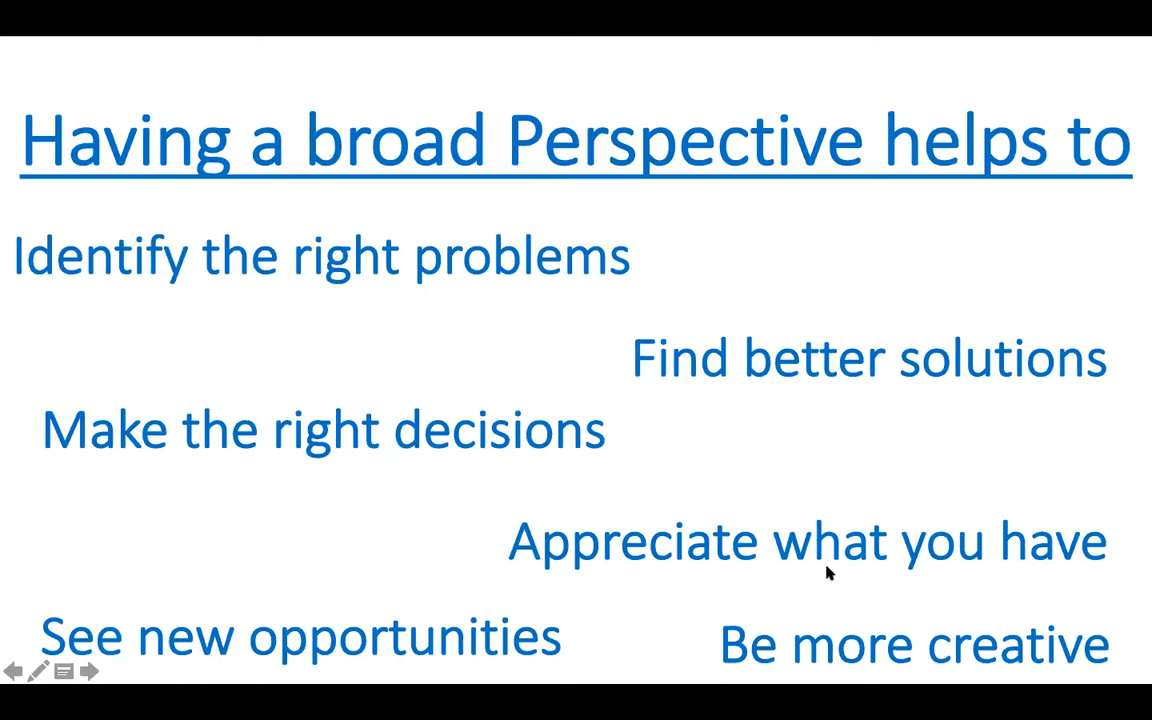 Having a broad Perspective helps to
Identify the right problems
Find better solutions
Make the right decisions
Appreciate what you have
See new opportunities
Be more creative